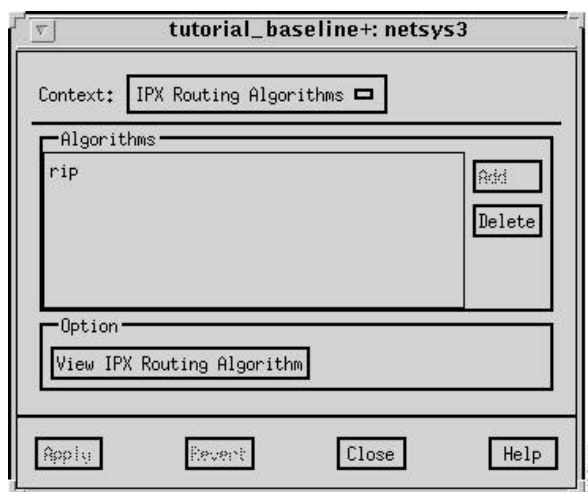 tutorial_baseline+: netsys3
Context: IPX Routing Algorithms
Algorithms
rip
Add
Delete
Option
View IPX Routing Algorithm
Apply Revert Close Help